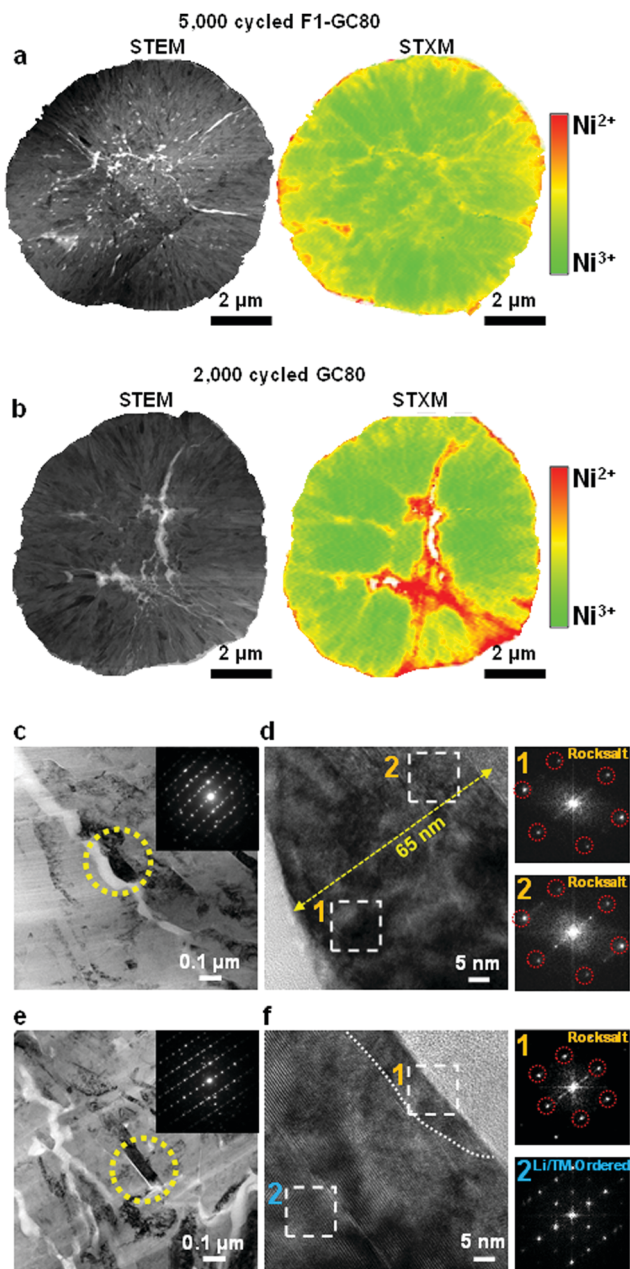 5,000 cycled F1-GC80
a
STEM
STXM
Ni2+
Ni3+
2 µm
2 µm
2,000 cycled GC80
b
STEM
STXM
Ni2+
Ni3+
2 µm
2 µm
c
0.1 µm
d
2
65 nm
1
5 nm
1
Rocksalt
2
Rocksalt
e
0.1 µm
f
1
2
5 nm
1
Rocksalt
2
Li/TM Ordered